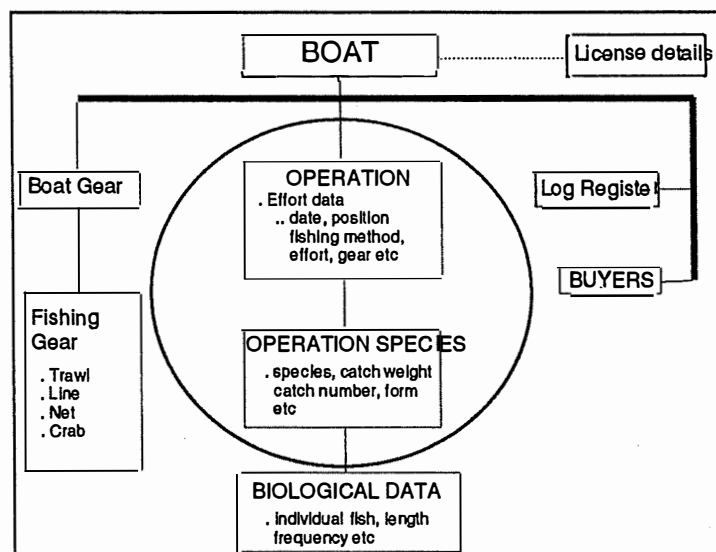 BOAT
License details
Boat Gear
OPERATION
. Effort data
.. date, position
fishing method,
effort, gear etc
Log Registe
BUYERS
Fishing
Gear
. Trawl
. Line
. Net
. Crab
OPERATION SPECIES
. species, catch weight
catch number, form
etc
BIOLOGICAL DATA
. individual fish, length
frequency etc